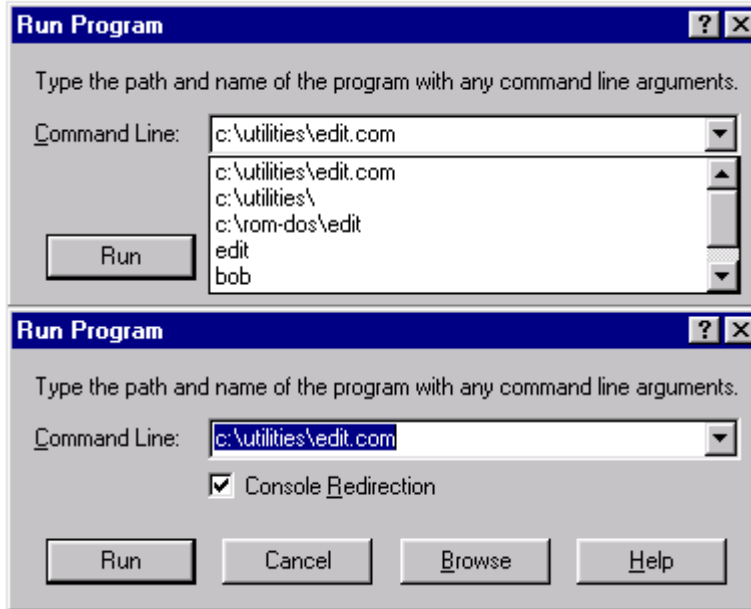 Run Program
Type the path and name of the program with any command line arguments.
Command Line: c:\utilities\edit.com
c:\utilities\edit.com
c:\utilities\
c:\rom-dos\edit
edit
bob
Run
Run Program
Type the path and name of the program with any command line arguments.
Command Line: c:\utilities\edit.com
Console Redirection
Run Cancel Browse Help